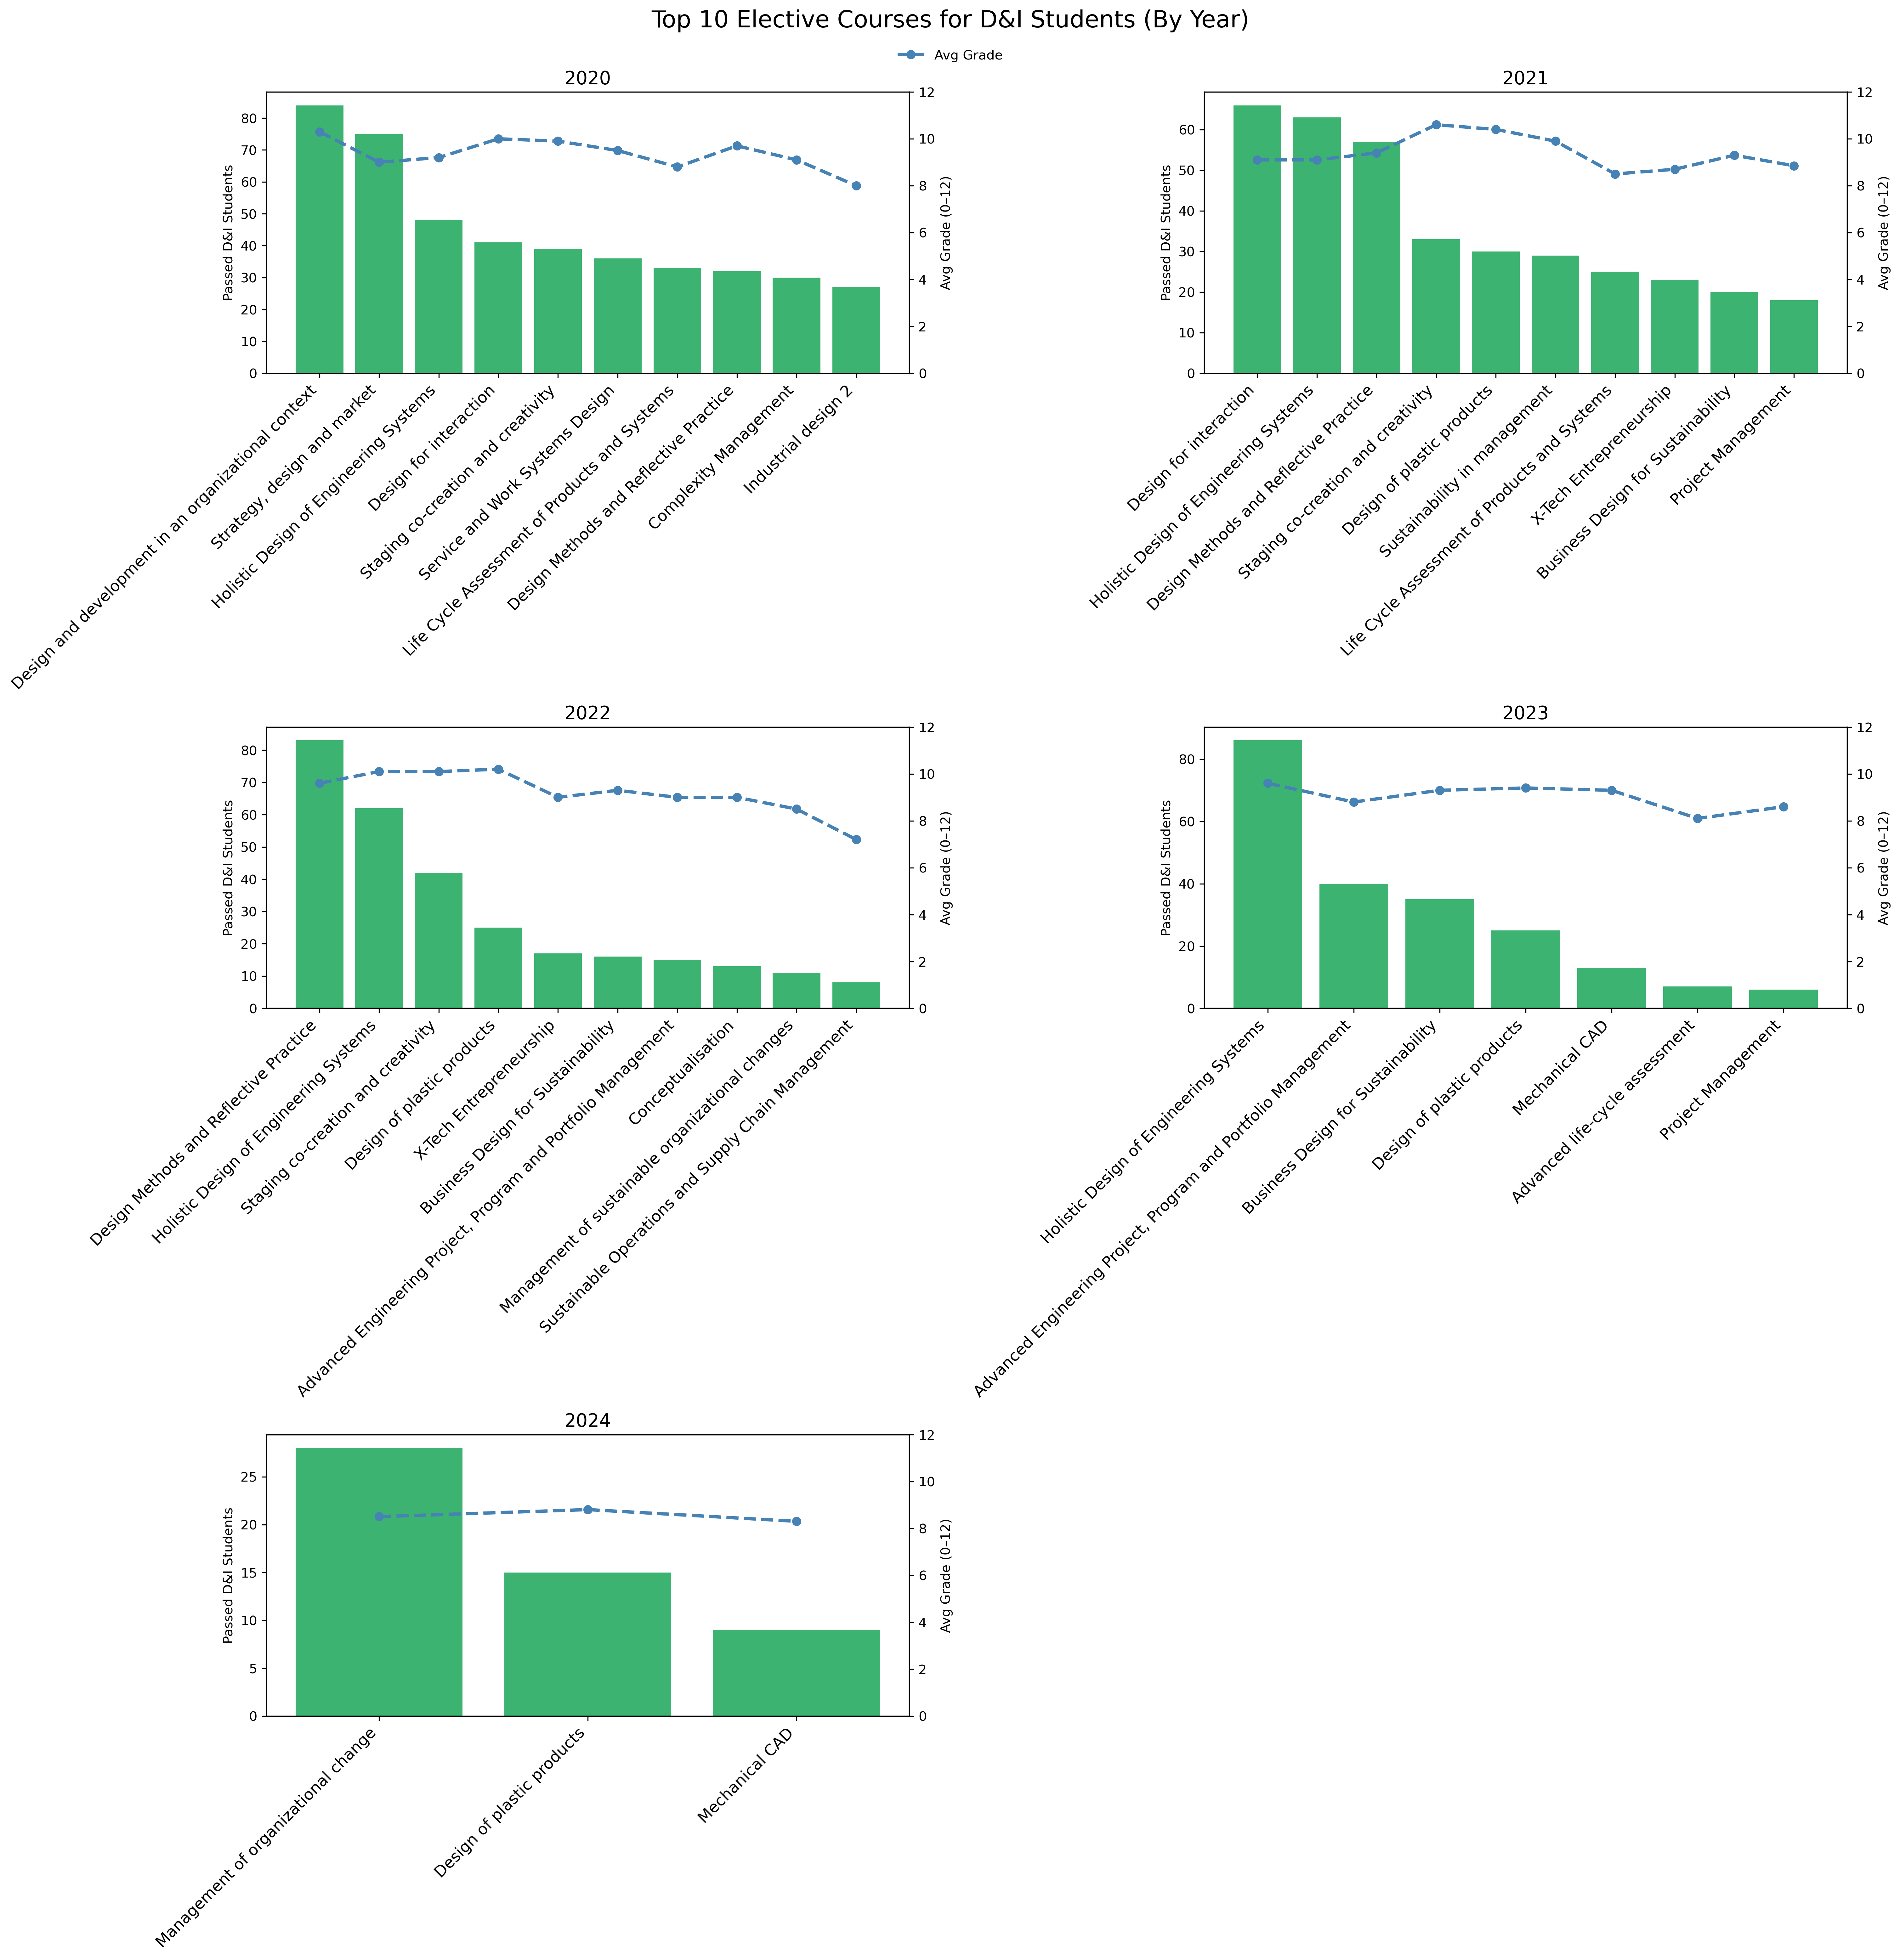 Top 10 Elective Courses for D&I Students (By Year)
Avg Grade
2020
Passed D&I Students
80
70
60
50
40
30
20
10
0
12
10
8
6
4
2
0
Avg Grade (0–12)
Design and development in an organizational context
Strategy, design and market
Holistic Design of Engineering Systems
Design for interaction
Staging co-creation and creativity
Service and Work Systems Design
Life Cycle Assessment of Products and Systems
Design Methods and Reflective Practice
Complexity Management
Industrial design 2
2021
Passed D&I Students
60
50
40
30
20
10
0
12
10
8
6
4
2
0
Avg Grade (0–12)
Design for interaction
Holistic Design of Engineering Systems
Design Methods and Reflective Practice
Staging co-creation and creativity
Design of plastic products
Sustainability in management
Life Cycle Assessment of Products and Systems
X-Tech Entrepreneurship
Business Design for Sustainability
Project Management
2022
Passed D&I Students
80
70
60
50
40
30
20
10
0
12
10
8
6
4
2
0
Avg Grade (0–12)
Design Methods and Reflective Practice
Holistic Design of Engineering Systems
Staging co-creation and creativity
Design of plastic products
X-Tech Entrepreneurship
Business Design for Sustainability
Advanced Engineering Project, Program and Portfolio Management
Conceptualisation
Management of sustainable organizational changes
Sustainable Operations and Supply Chain Management
2023
Passed D&I Students
80
60
40
20
0
12
10
8
6
4
2
0
Avg Grade (0–12)
Holistic Design of Engineering Systems
Advanced Engineering Project, Program and Portfolio Management
Business Design for Sustainability
Design of plastic products
Mechanical CAD
Advanced life-cycle assessment
Project Management
2024
Passed D&I Students
25
20
15
10
5
0
12
10
8
6
4
2
0
Avg Grade (0–12)
Management of organizational change
Design of plastic products
Mechanical CAD